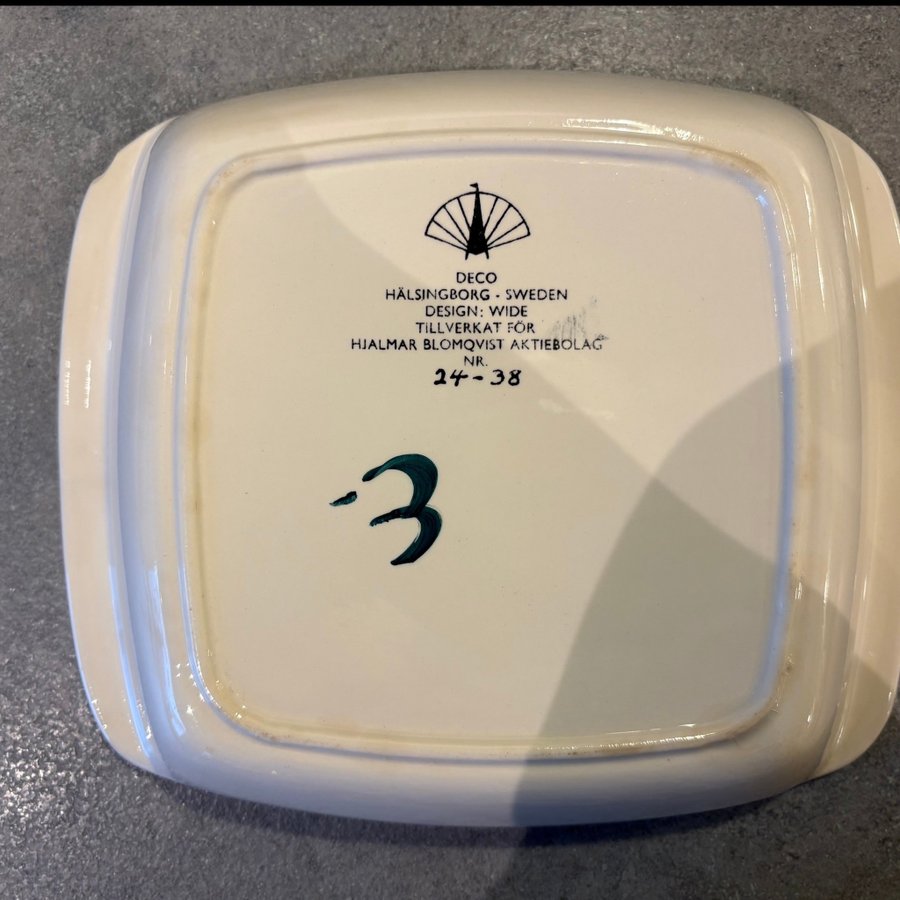 DECO
HÄLSINGBORG - SWEDEN
DESIGN: WIDE
TILLVERKAT FÖR
HJALMAR BLOMQVIST AKTIEBOLAG
NR.
24-38
-3